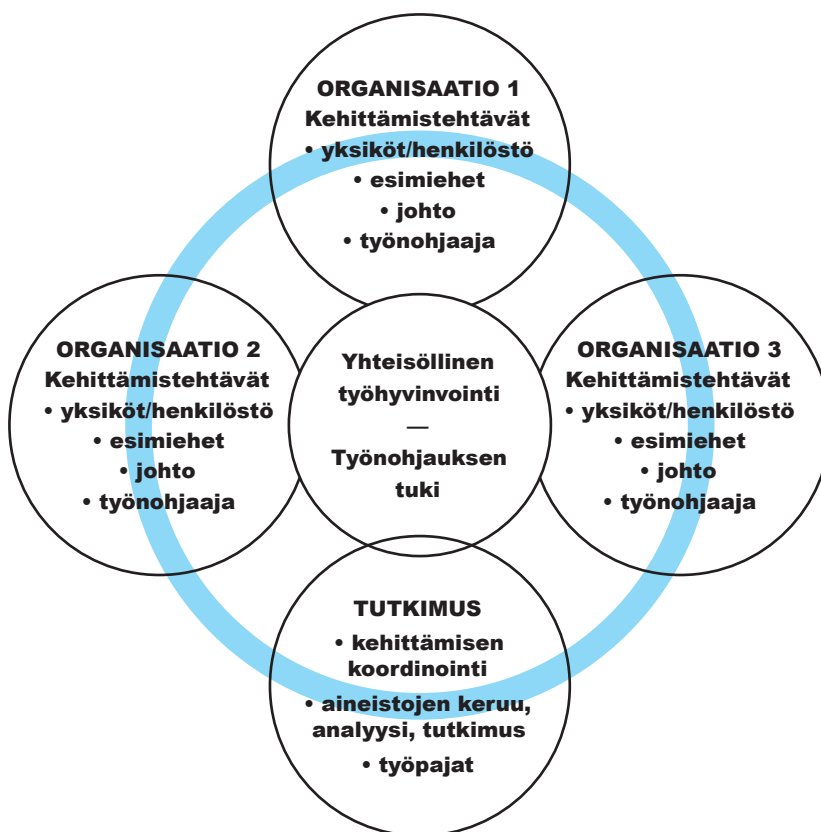 ORGANISAATIO 1
Kehittämistehtävät
• yksiköt/henkilöstö
• esimiehet
• johto
• työnohjaaja
ORGANISAATIO 2
Kehittämistehtävät
• yksiköt/henkilöstö
• esimiehet
• johto
• työnohjaaja
Yhteisöllinen
työhyvinvointi
—
Työnohjauksen
tuki
ORGANISAATIO 3
Kehittämistehtävät
• yksiköt/henkilöstö
• esimiehet
• johto
• työnohjaaja
TUTKIMUS
• kehittämisen
koordinointi
• aineistojen keruu,
analyysi, tutkimus
• työpajat